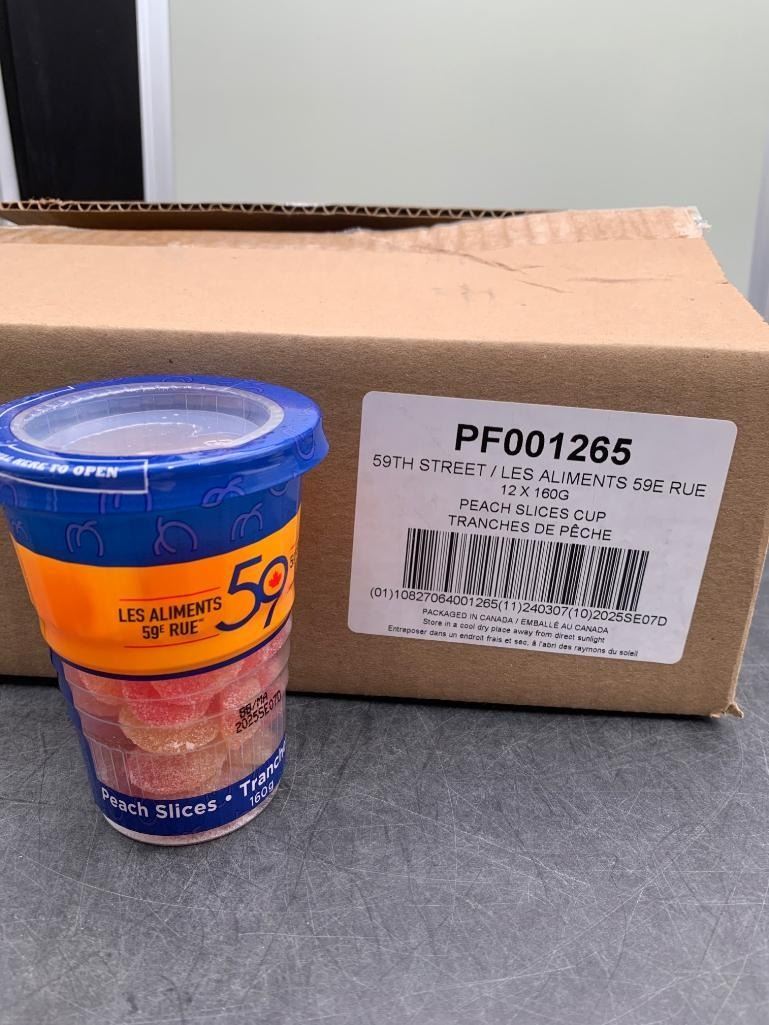 PF001265
59TH STREET / LES ALIMENTS 59E RUE
12 X 160G
PEACH SLICES CUP
TRANCHES DE PÊCHE
(01)10827064001265(11)240307(10)2025SE07D
PACKAGED IN CANADA / EMBALLÉ AU CANADA
Store in a cool dry place away from direct sunlight
Entreposer dans un endroit frais et sec, à l'abri des rayons du soleil
HERE TO OPEN
LES ALIMENTS
59E RUE
59
BB/MA
2025SE07D
Peach Slices • Tranch
160g